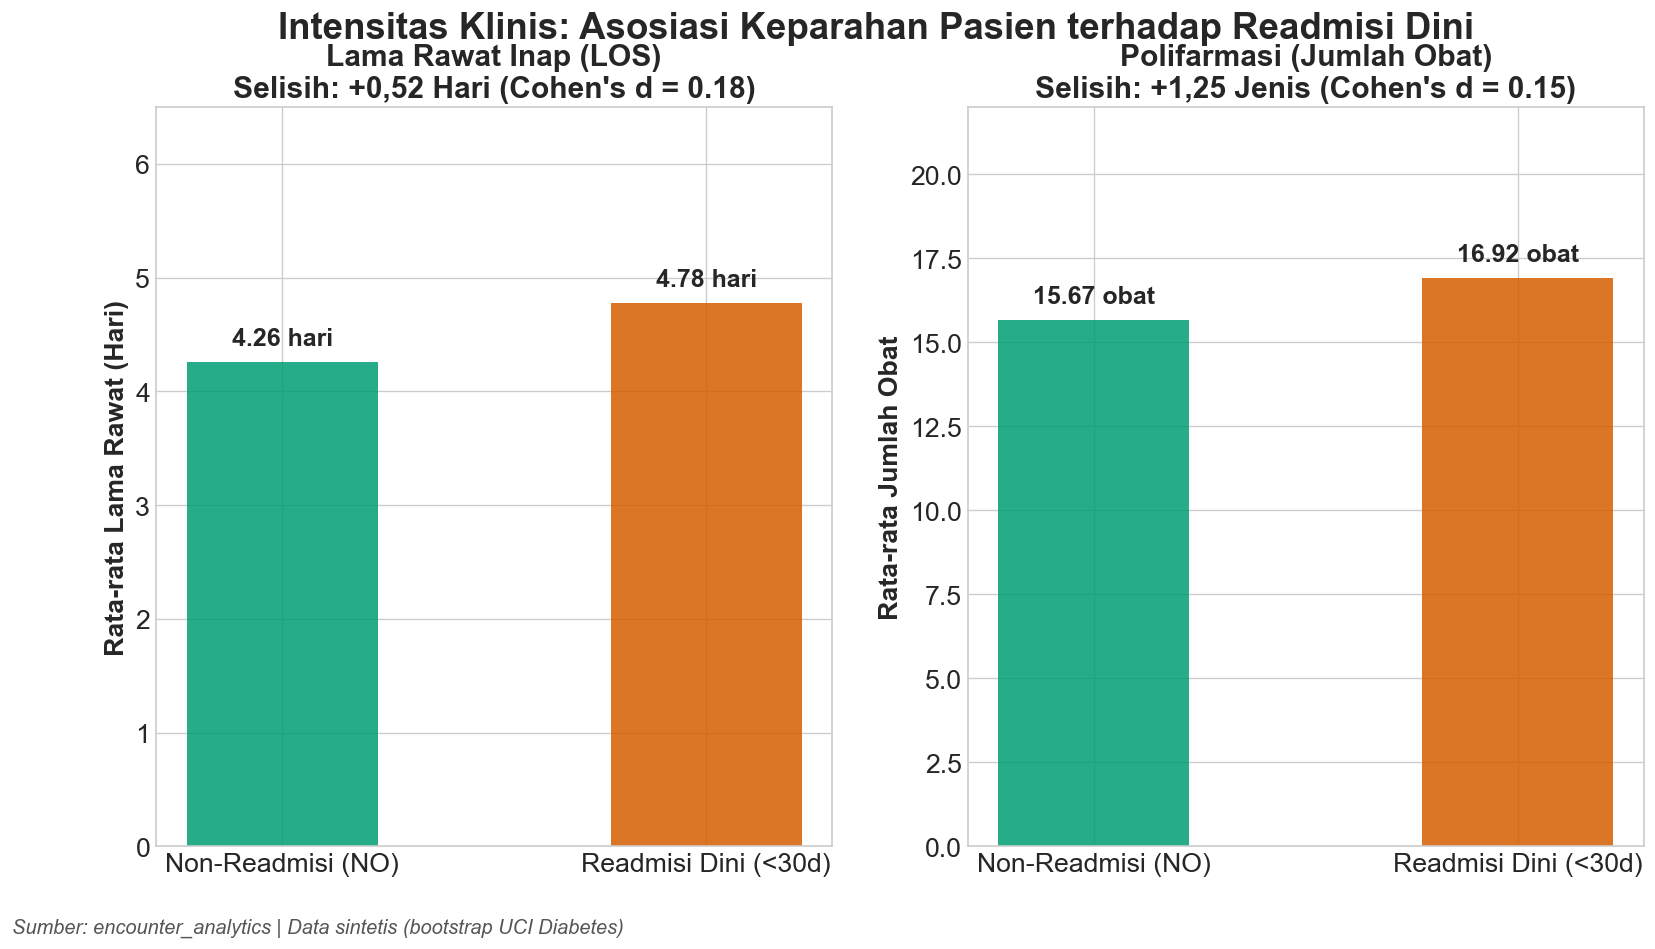 Intensitas Klinis: Asosiasi Keparahan Pasien terhadap Readmisi Dini
Lama Rawat Inap (LOS)
Selisih: +0,52 Hari (Cohen's d = 0.18)
Rata-rata Lama Rawat (Hari)
6
5
4
3
2
1
0
4.26 hari
4.78 hari
Non-Readmisi (NO)
Readmisi Dini (<30d)
Polifarmasi (Jumlah Obat)
Selisih: +1,25 Jenis (Cohen's d = 0.15)
Rata-rata Jumlah Obat
20.0
17.5
15.0
12.5
10.0
7.5
5.0
2.5
0.0
15.67 obat
16.92 obat
Non-Readmisi (NO)
Readmisi Dini (<30d)
Sumber: encounter_analytics | Data sintetis (bootstrap UCI Diabetes)